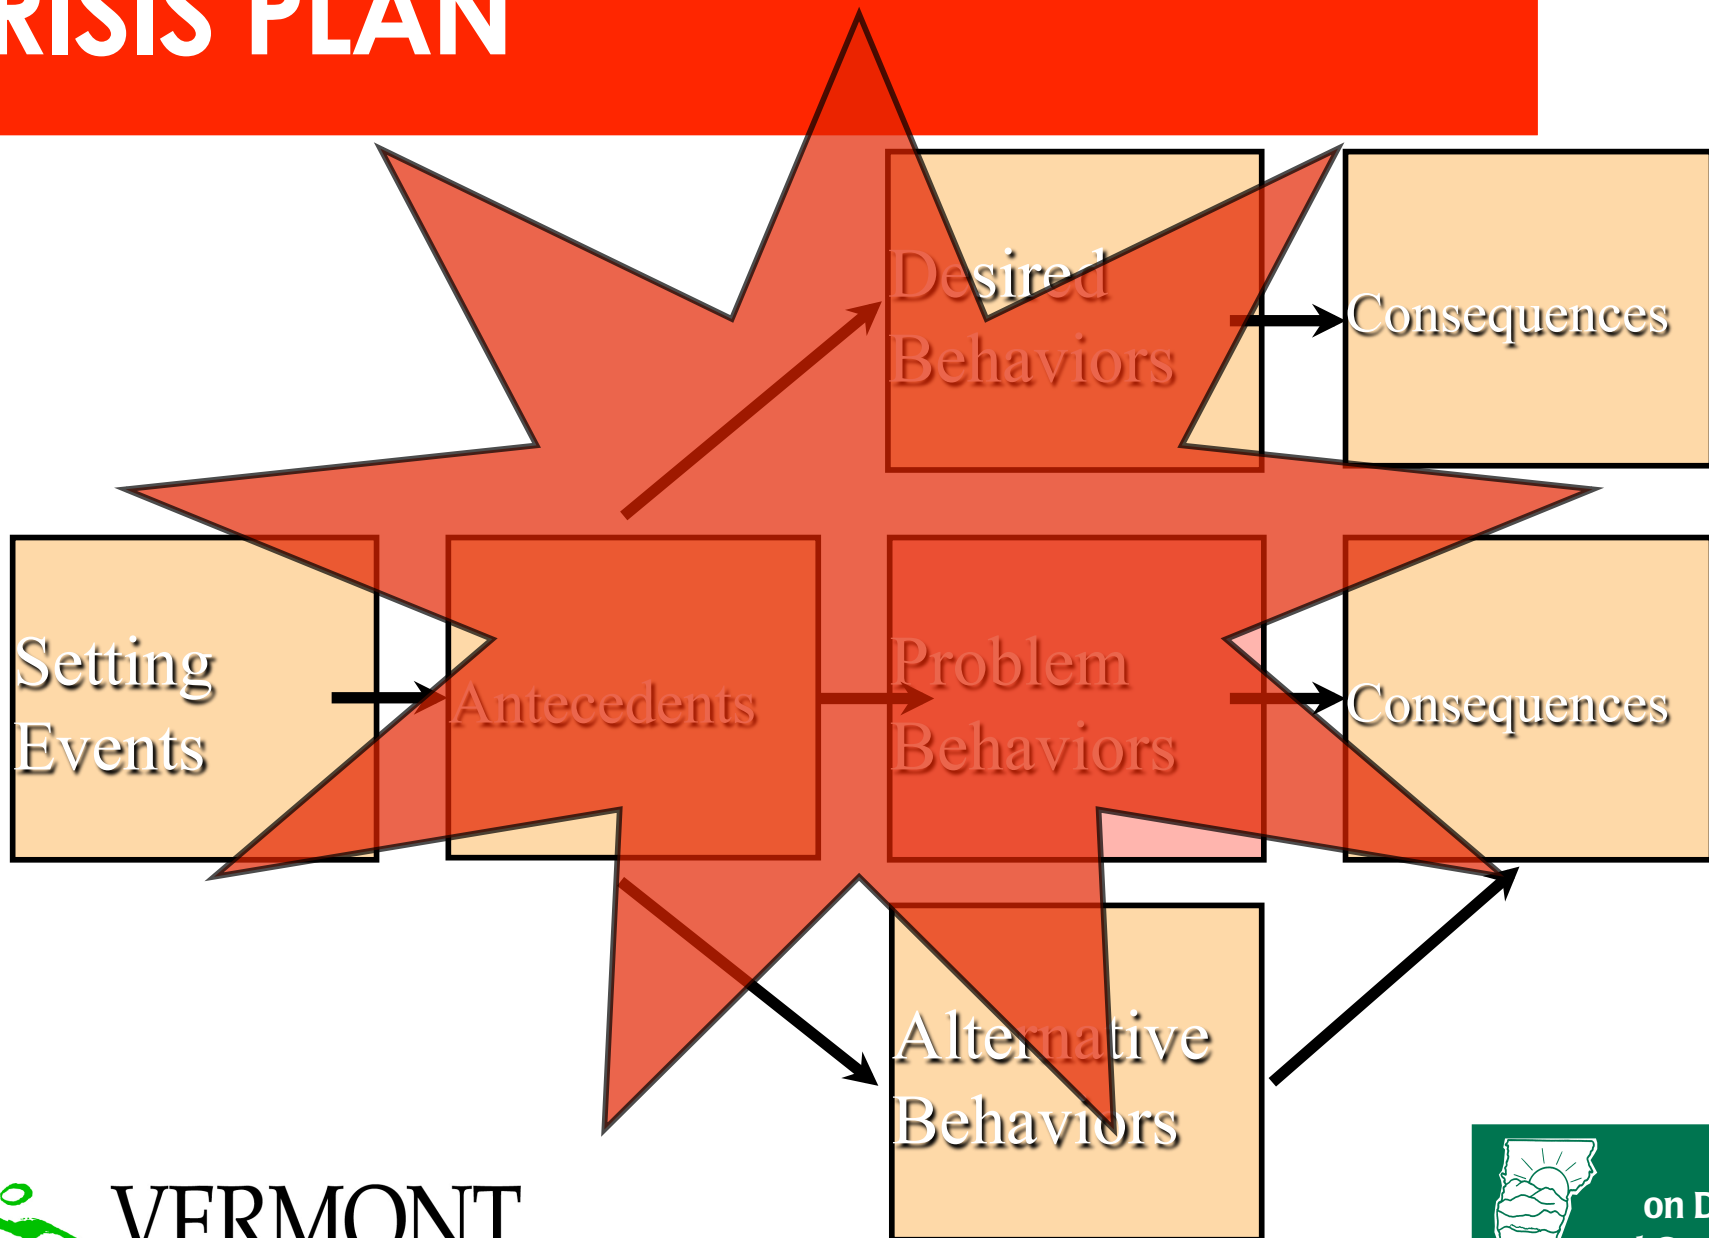 RISIS PLAN
Desired
Behaviors
Consequences
Setting
Events
Antecedents
Problem
Behaviors
Consequences
Alternative
Behaviors
VERMONT
on D